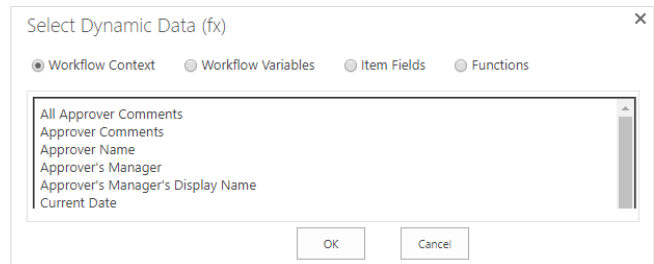 Select Dynamic Data (fx)
Workflow Context Workflow Variables Item Fields Functions
All Approver Comments
Approver Comments
Approver Name
Approver's Manager
Approver's Manager's Display Name
Current Date
OK Cancel